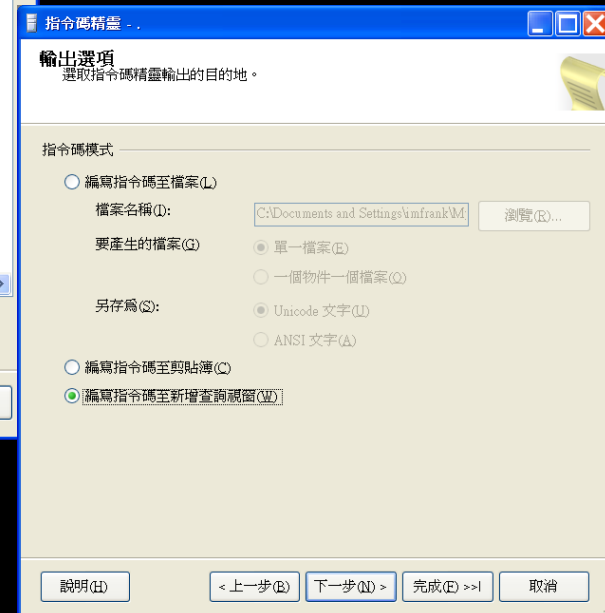 指令碼精靈 - .
輸出選項
選取指令碼精靈輸出的目的地。
指令碼模式
編寫指令碼至檔案(L)
檔案名稱(I):
C:\Documents and Settings\imfrank\M
瀏覽(R)...
要產生的檔案(G)
單一檔案(E)
一個物件一個檔案(O)
另存為(S):
Unicode 文字(U)
ANSI 文字(A)
編寫指令碼至剪貼簿(C)
編寫指令碼至新增查詢視窗(W)
說明(H)
< 上一步(B)
下一步(N) >
完成(F) >>|
取消